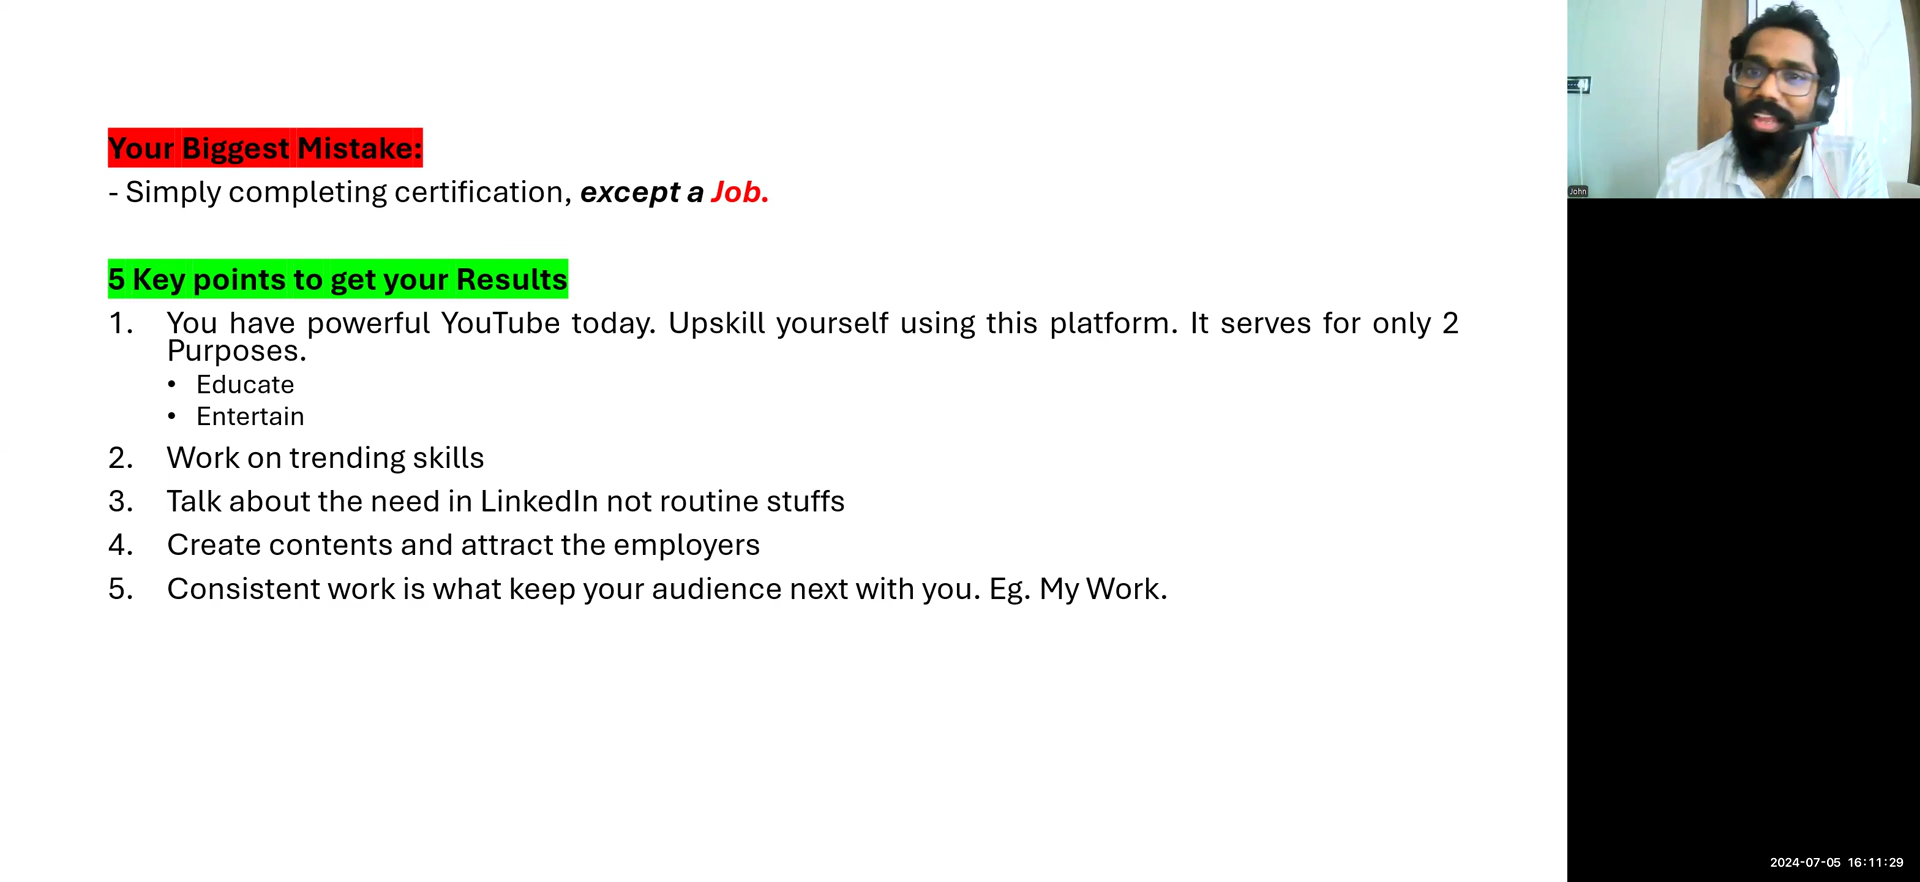 Your Biggest Mistake:
- Simply completing certification, except a Job.
5 Key points to get your Results
1. You have powerful YouTube today. Upskill yourself using this platform. It serves for only 2
Purposes.
• Educate
• Entertain
2. Work on trending skills
3. Talk about the need in LinkedIn not routine stuffs
4. Create contents and attract the employers
5. Consistent work is what keep your audience next with you. Eg. My Work.
John
2024-07-05 16:11:29